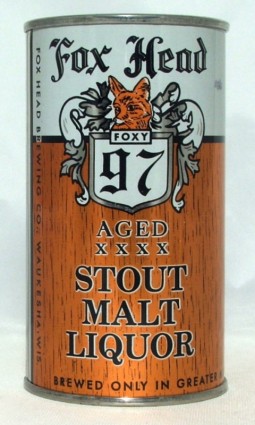 Fox Head
FOXY
97
AGED
XXXX
STOUT
MALT
LIQUOR
BREWED ONLY IN GREATER
FOX HEAD BREWING CO., WAUKESHA, WIS.